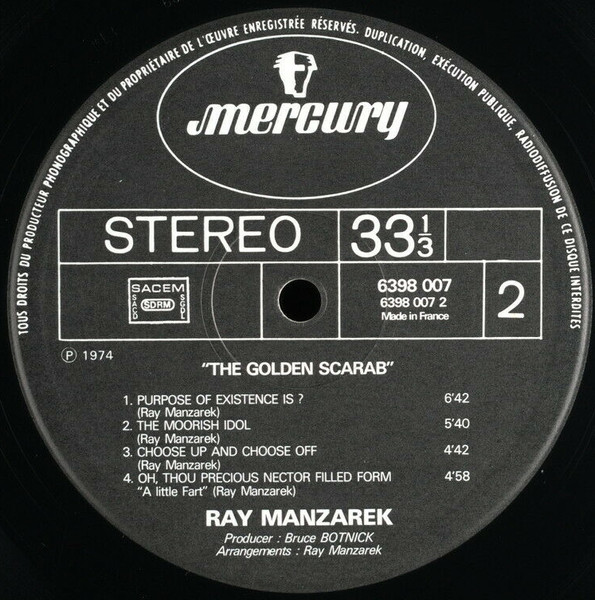 TOUS DROITS DU PRODUCTEUR PHONOGRAPHIQUE ET DU PROPRIÉTAIRE DE L'ŒUVRE ENREGISTRÉE RÉSERVÉS. DUPLICATION, EXÉCUTION PUBLIQUE, RADIODIFFUSION DE CE DISQUE INTERDITES
mercury
STEREO 33 1/3
SACEM
SACD SDRM SGDL
6398 007
6398 007 2
Made in France
2
Ⓟ 1974
"THE GOLDEN SCARAB"
1. PURPOSE OF EXISTENCE IS ? 6'42
(Ray Manzarek)
2. THE MOORISH IDOL 5'40
(Ray Manzarek)
3. CHOOSE UP AND CHOOSE OFF 4'42
(Ray Manzarek)
4. OH, THOU PRECIOUS NECTOR FILLED FORM 4'58
"A little Fart" (Ray Manzarek)
RAY MANZAREK
Producer : Bruce BOTNICK
Arrangements : Ray Manzarek